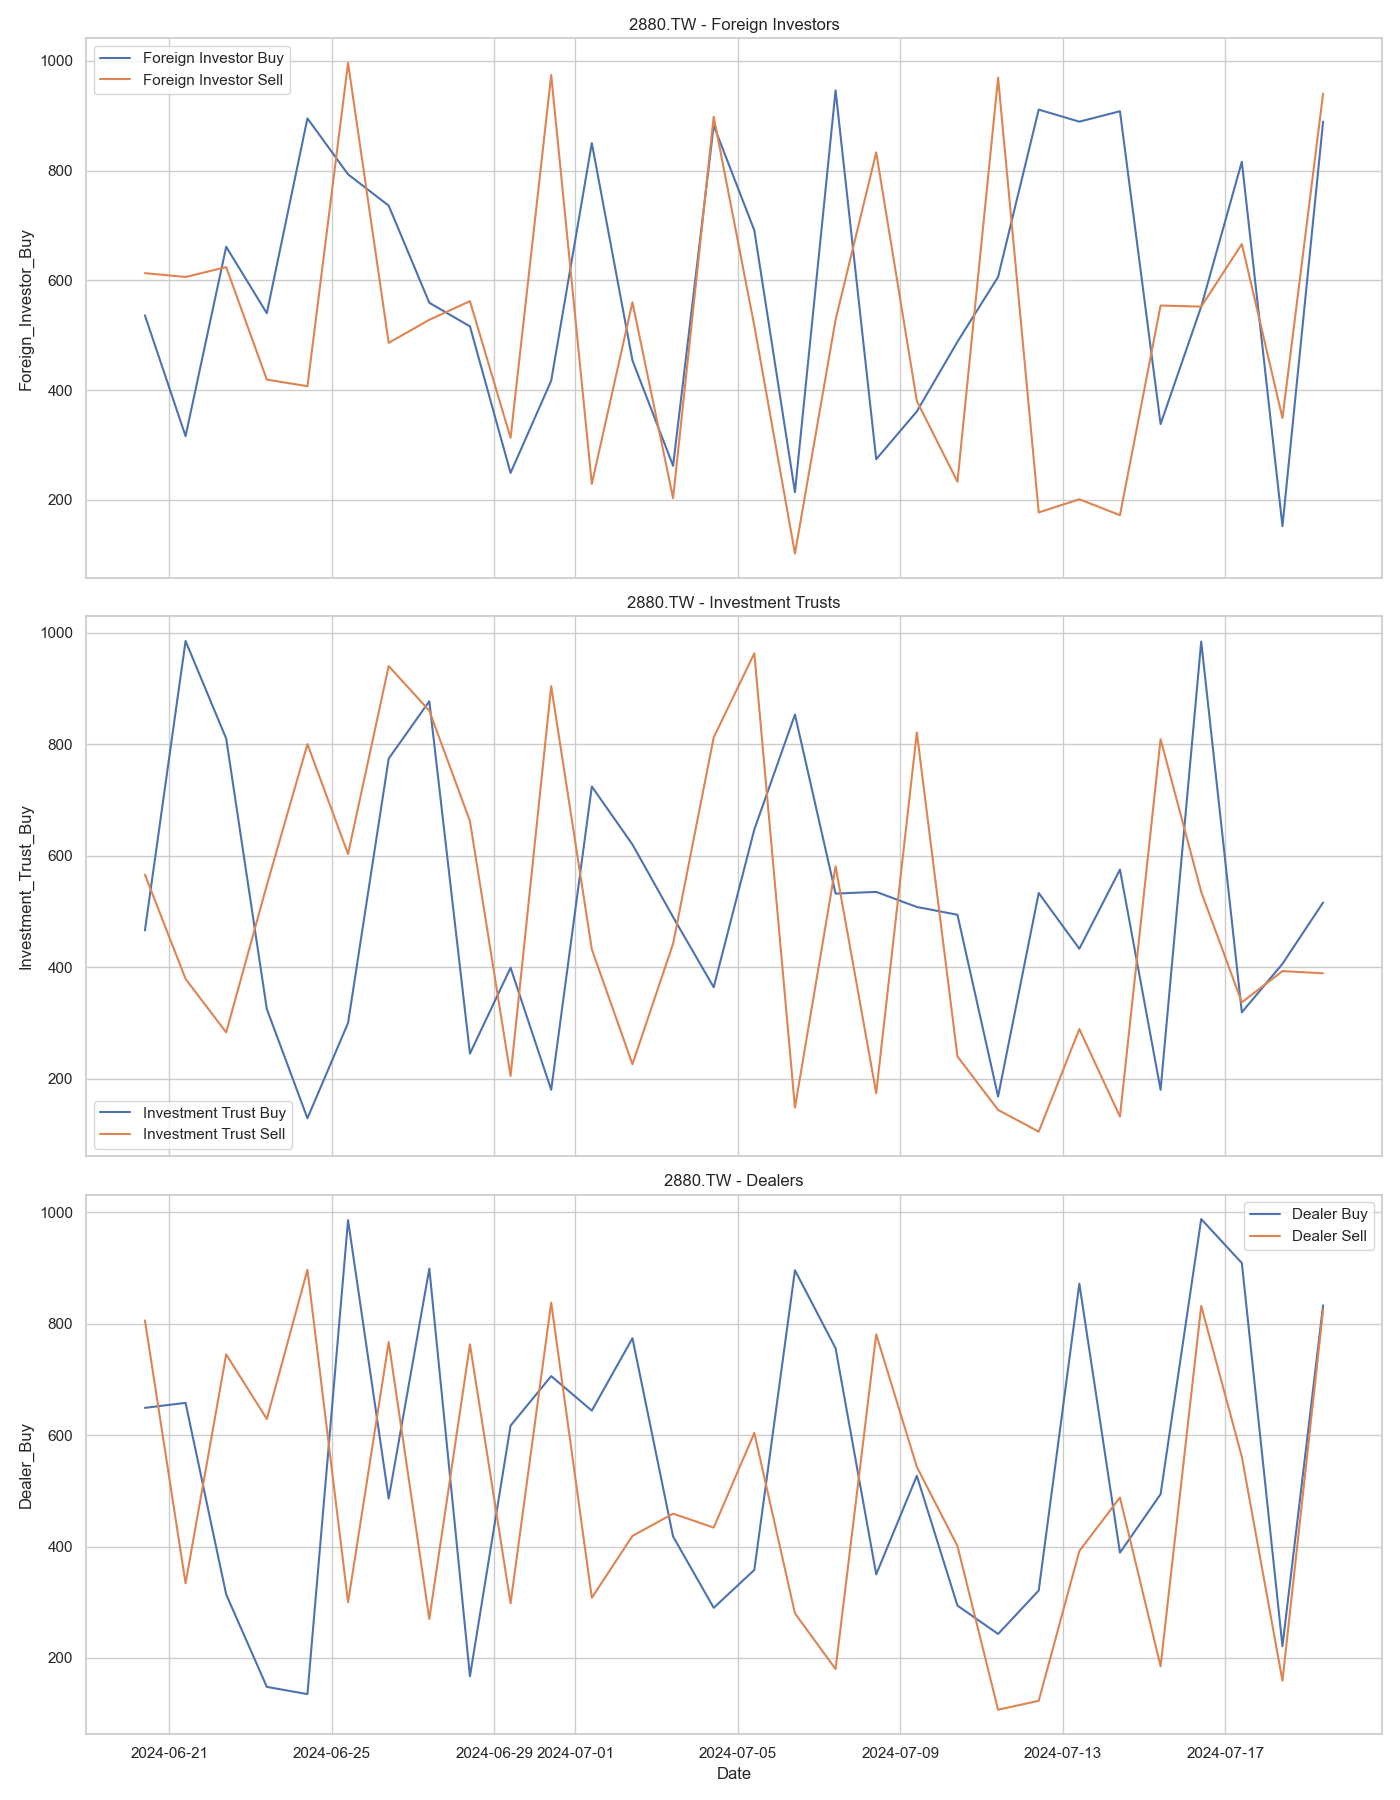 2880.TW - Foreign Investors
Foreign Investor Buy
Foreign Investor Sell
Foreign_Investor_Buy
1000
800
600
400
200
2880.TW - Investment Trusts
Investment_Trust_Buy
1000
800
600
400
200
Investment Trust Buy
Investment Trust Sell
2880.TW - Dealers
Dealer Buy
Dealer Sell
Dealer_Buy
1000
800
600
400
200
2024-06-21 2024-06-25 2024-06-29 2024-07-01 2024-07-05 2024-07-09 2024-07-13 2024-07-17
Date